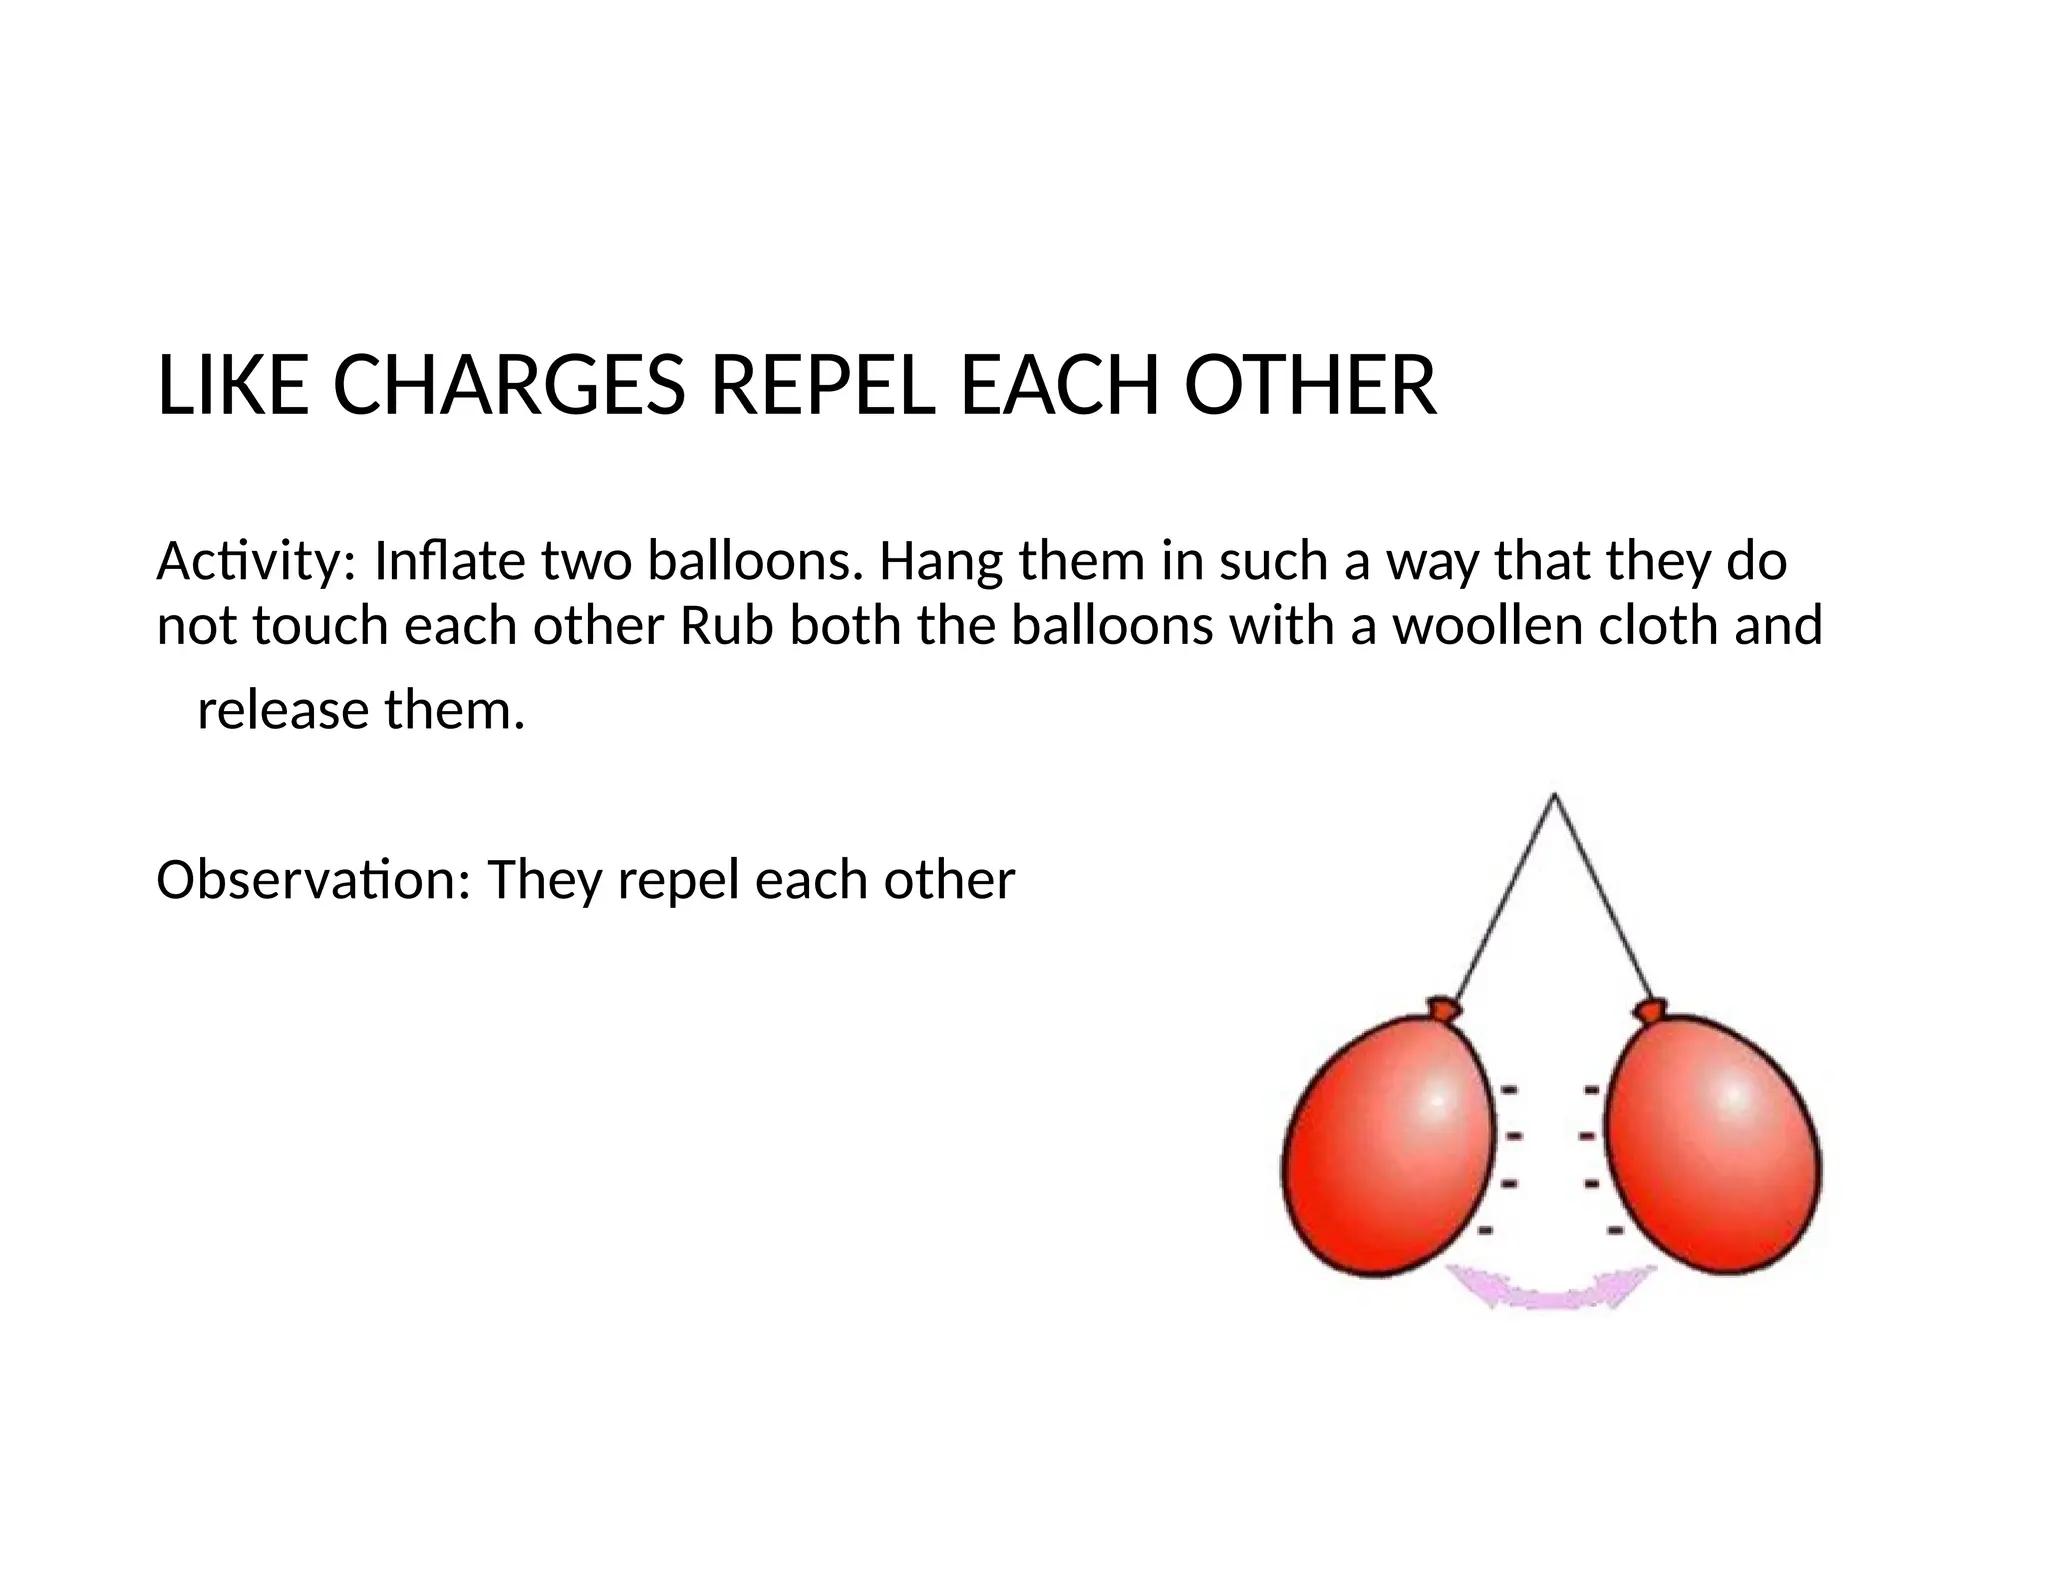 LIKE CHARGES REPEL EACH OTHER
Activity: Inflate two balloons. Hang them in such a way that they do
not touch each other Rub both the balloons with a woollen cloth and
release them.
Observation: They repel each other
- -
- -
- -
- -